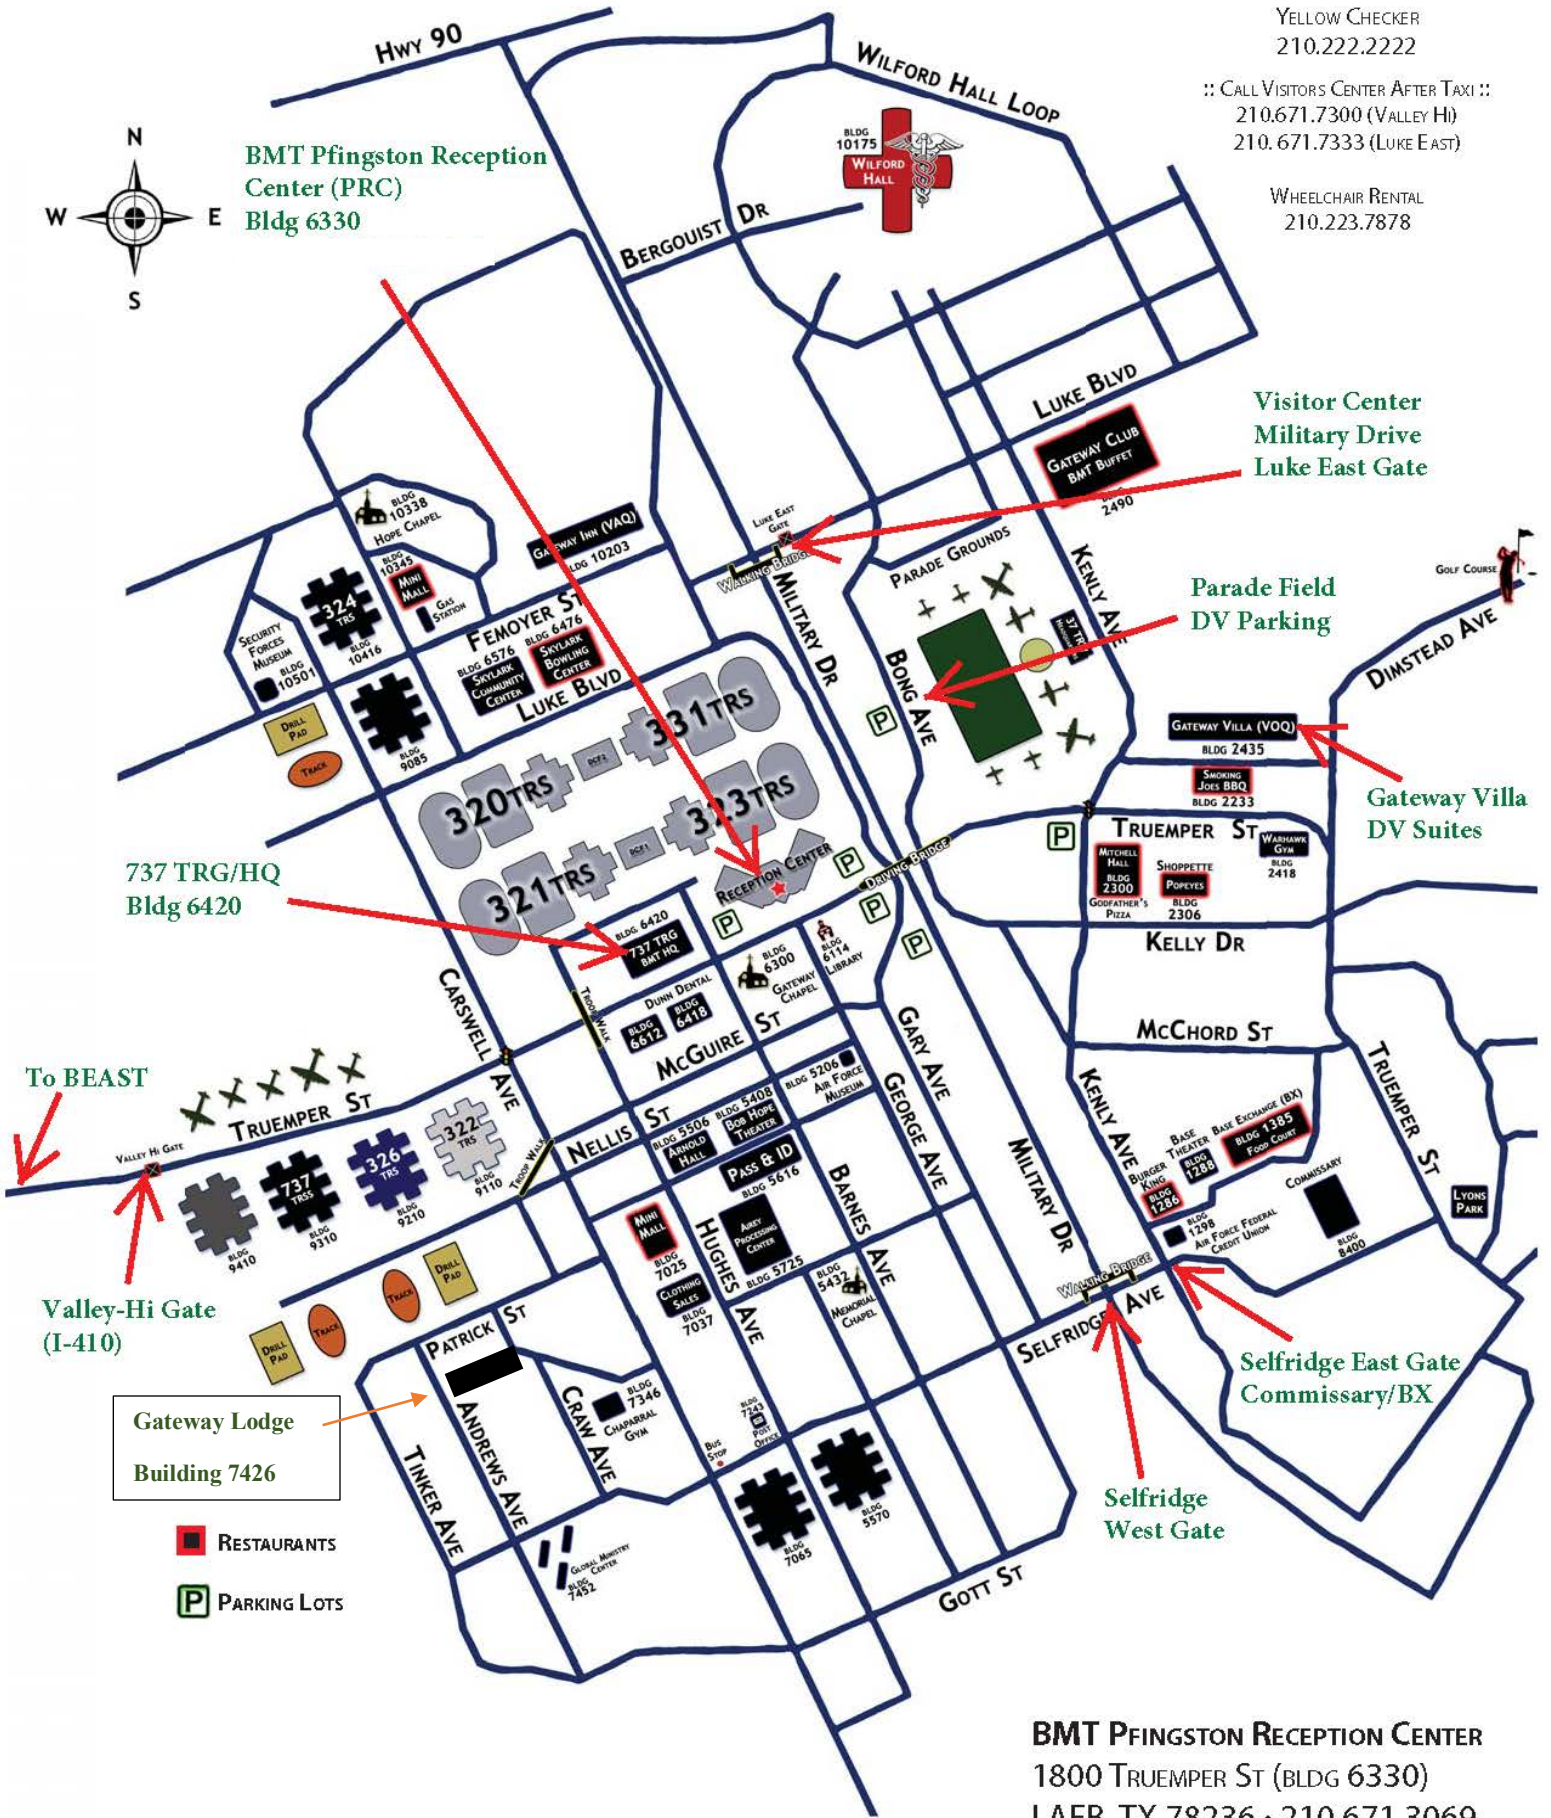 YELLOW CHECKER
210.222.2222
:: CALL VISITORS CENTER AFTER TAXI ::
210.671.7300 (VALLEY HI)
210. 671.7333 (LUKE EAST)
WHEELCHAIR RENTAL
210.223.7878
HWY 90
WILFORD HALL LOOP
N
W
E
S
BMT Pfingston Reception
Center (PRC)
Bldg 6330
BLDG
10175
WILFORD
HALL
BERGOUIST DR
LUKE BLVD
GATEWAY CLUB
BMT BUFFET
2490
Visitor Center
Military Drive
Luke East Gate
BLDG
10338
HOPE CHAPEL
BLDG
10345
MINI
MALL
GAS
STATION
GATEWAY INN (VAQ)
BLDG 10203
LUKE EAST
GATE
WALKING BRIDGE
MILITARY DR
PARADE GROUNDS
KENLY AVE
GOLF COURSE
Parade Field
DV Parking
324
TRS
BLDG
10416
SECURITY
FORCES
MUSEUM
BLDG
10501
FEMOYER ST
BLDG 6476
BLDG 6576
SKYLARK
BOWLING
CENTER
SKYLARK
COMMUNITY
CENTER
LUKE BLVD
BONG AVE
37 TRW
DIMSTEAD AVE
DRILL
PAD
TRACK
BLDG
9085
331TRS
DCF2
320TRS
323TRS
DCF1
321TRS
RECEPTION CENTER
P
P
P
P
P
P
DRIVING BRIDGE
GATEWAY VILLA (VOQ)
BLDG 2435
SMOKING
JOES BBQ
BLDG 2233
Gateway Villa
DV Suites
TRUEMPER ST
WARHAWK
GYM
BLDG
2418
MITCHELL
HALL
BLDG
2300
GODFATHER'S
PIZZA
SHOPPETTE
POPEYES
BLDG
2306
KELLY DR
737 TRG/HQ
Bldg 6420
BLDG 6420
737 TRG
BMT HQ
BLDG
6300
GATEWAY
CHAPEL
BLDG
6114
LIBRARY
DUNN DENTAL
BLDG
6612
BLDG
6418
TROOP WALK
CARSWELL AVE
MCGUIRE ST
GARY AVE
MCCHORD ST
TRUEMPER ST
To BEAST
TRUEMPER ST
VALLEY HI GATE
BLDG 5206
AIR FORCE
MUSEUM
GEORGE AVE
NELLIS ST
BLDG 5506
ARNOLD
HALL
BLDG 5408
BOB HOPE
THEATER
PASS & ID
BLDG 5616
322
TRS
BLDG
9110
326
TRS
BLDG
9210
737
TRSS
BLDG
9310
BLDG
9410
TROOP WALK
KENLY AVE
BASE
THEATER
BLDG
1288
BASE EXCHANGE (BX)
BLDG 1385
FOOD COURT
BURGER
KING
BLDG
1286
BLDG
1298
AIR FORCE FEDERAL
CREDIT UNION
COMMISSARY
BLDG
8400
LYONS
PARK
MILITARY DR
BARNES AVE
MINI
MALL
BLDG
7025
HUGHES AVE
AIREY
PROCESSING
CENTER
BLDG 5725
CLOTHING
SALES
BLDG
7037
BLDG
5432
MEMORIAL
CHAPEL
WALKING BRIDGE
SELFRIDGE AVE
Valley-Hi Gate
(I-410)
DRILL
PAD
TRACK
TRACK
DRILL
PAD
PATRICK ST
Selfridge East Gate
Commissary/BX
Gateway Lodge
Building 7426
TINKER AVE
ANDREWS AVE
CRAW AVE
BLDG
7346
CHAPARRAL
GYM
BUS
STOP
BLDG
7243
POST
OFFICE
Selfridge
West Gate
BLDG
7065
BLDG
5570
GLOBAL MINISTRY
CENTER
BLDG
7452
GOTT ST
RESTAURANTS
P PARKING LOTS
BMT PFINGSTON RECEPTION CENTER
1800 TRUEMPER ST (BLDG 6330)
LAFB, TX 78236 · 210.671.3069